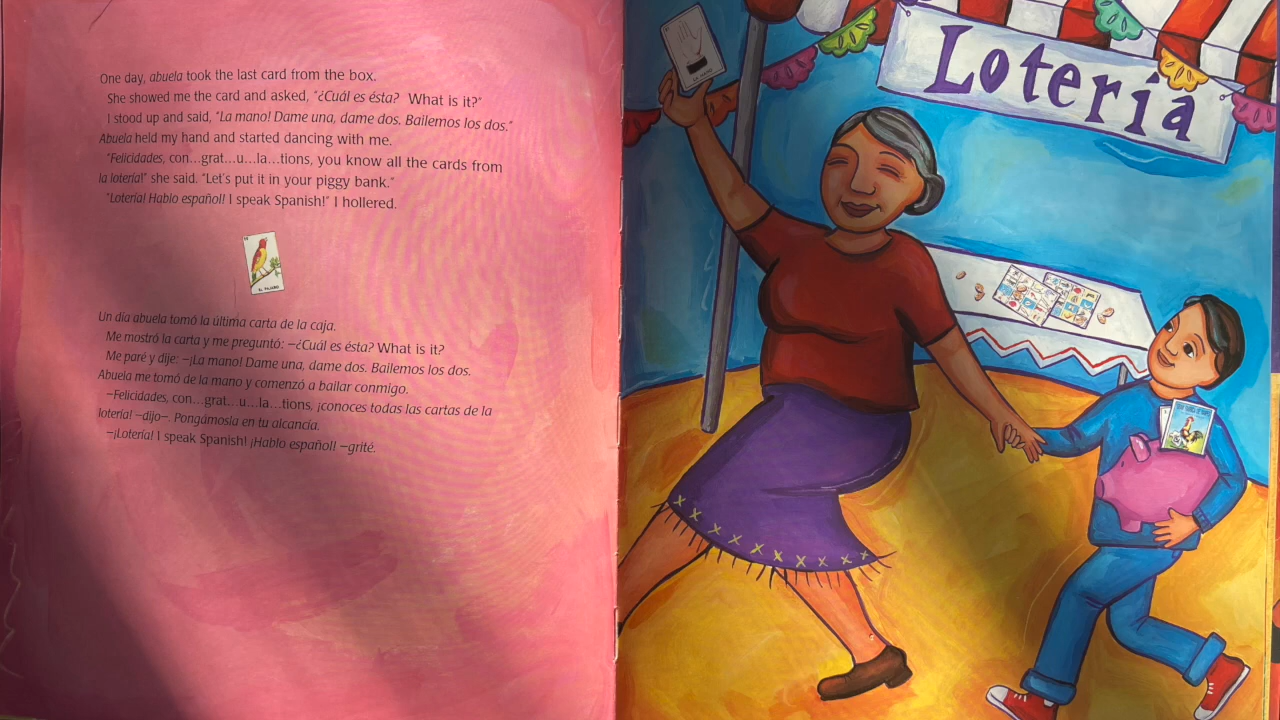 One day, abuela took the last card from the box.
She showed me the card and asked, "¿Cuál es ésta? What is it?"
I stood up and said, "La mano! Dame una, dame dos. Bailemos los dos."
Abuela held my hand and started dancing with me.
"Felicidades, con...grat...u...la...tions, you know all the cards from
la lotería!" she said. "Let's put it in your piggy bank."
"Lotería! Hablo español! I speak Spanish!" I hollered.
EL PAJARO
Un día abuela tomó la última carta de la caja.
Me mostró la carta y me preguntó: —¿Cuál es ésta? What is it?
Me paré y dije: —¡La mano! Dame una, dame dos. Bailemos los dos.
Abuela me tomó de la mano y comenzó a bailar conmigo.
—Felicidades, con...grat...u...la...tions, ¡conoces todas las cartas de la
lotería! —dijo—. Pongámosla en tu alcancía.
—¡Lotería! I speak Spanish! ¡Hablo español! —grité.
LA MANO
Lotería